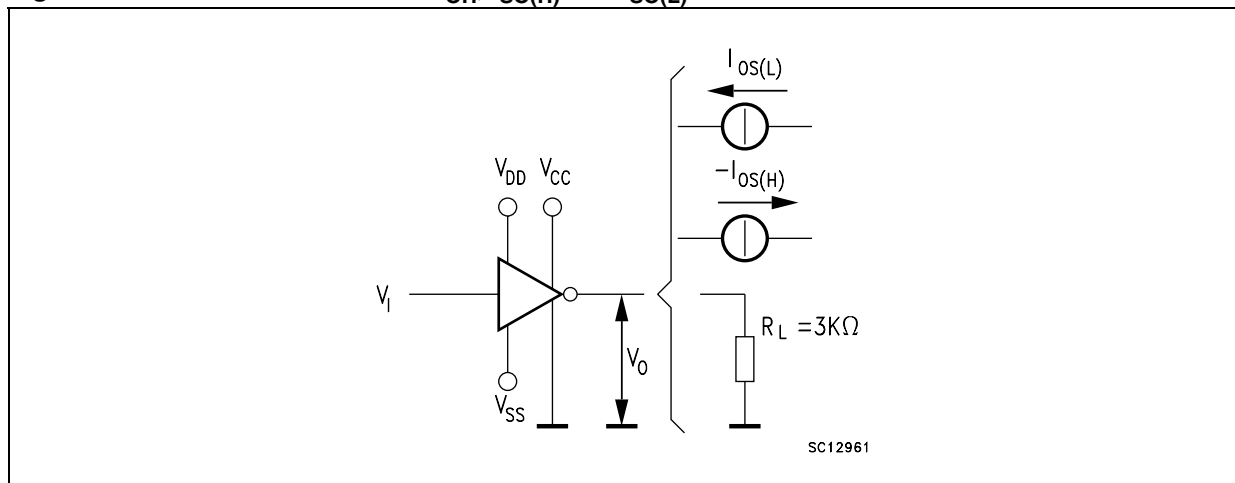 I OS(L)
-I OS(H)
V DD V CC
V I
R L =3KΩ
V O
V SS
SC12961